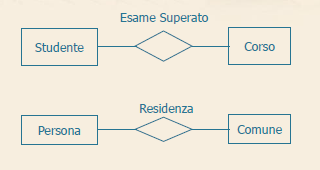 Esame Superato
Studente
Corso
Residenza
Persona
Comune